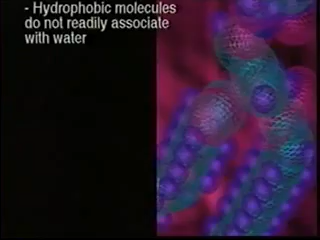 - Hydrophobic molecules
do not readily associate
with water